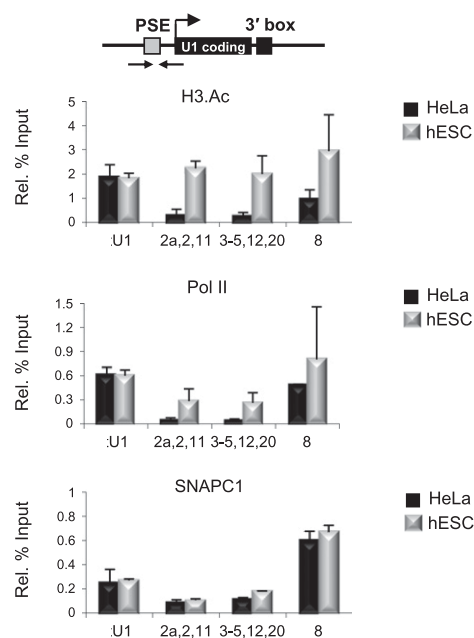 PSE
3′ box
U1 coding
H3.Ac
Rel. % Input
5
4
3
2
1
0
:U1 2a,2,11 3-5,12,20 8
HeLa
hESC
Pol II
Rel. % Input
1.5
1.2
0.9
0.6
0.3
0
:U1 2a,2,11 3-5,12,20 8
HeLa
hESC
SNAPC1
Rel. % Input
1
0.8
0.6
0.4
0.2
0
:U1 2a,2,11 3-5,12,20 8
HeLa
hESC